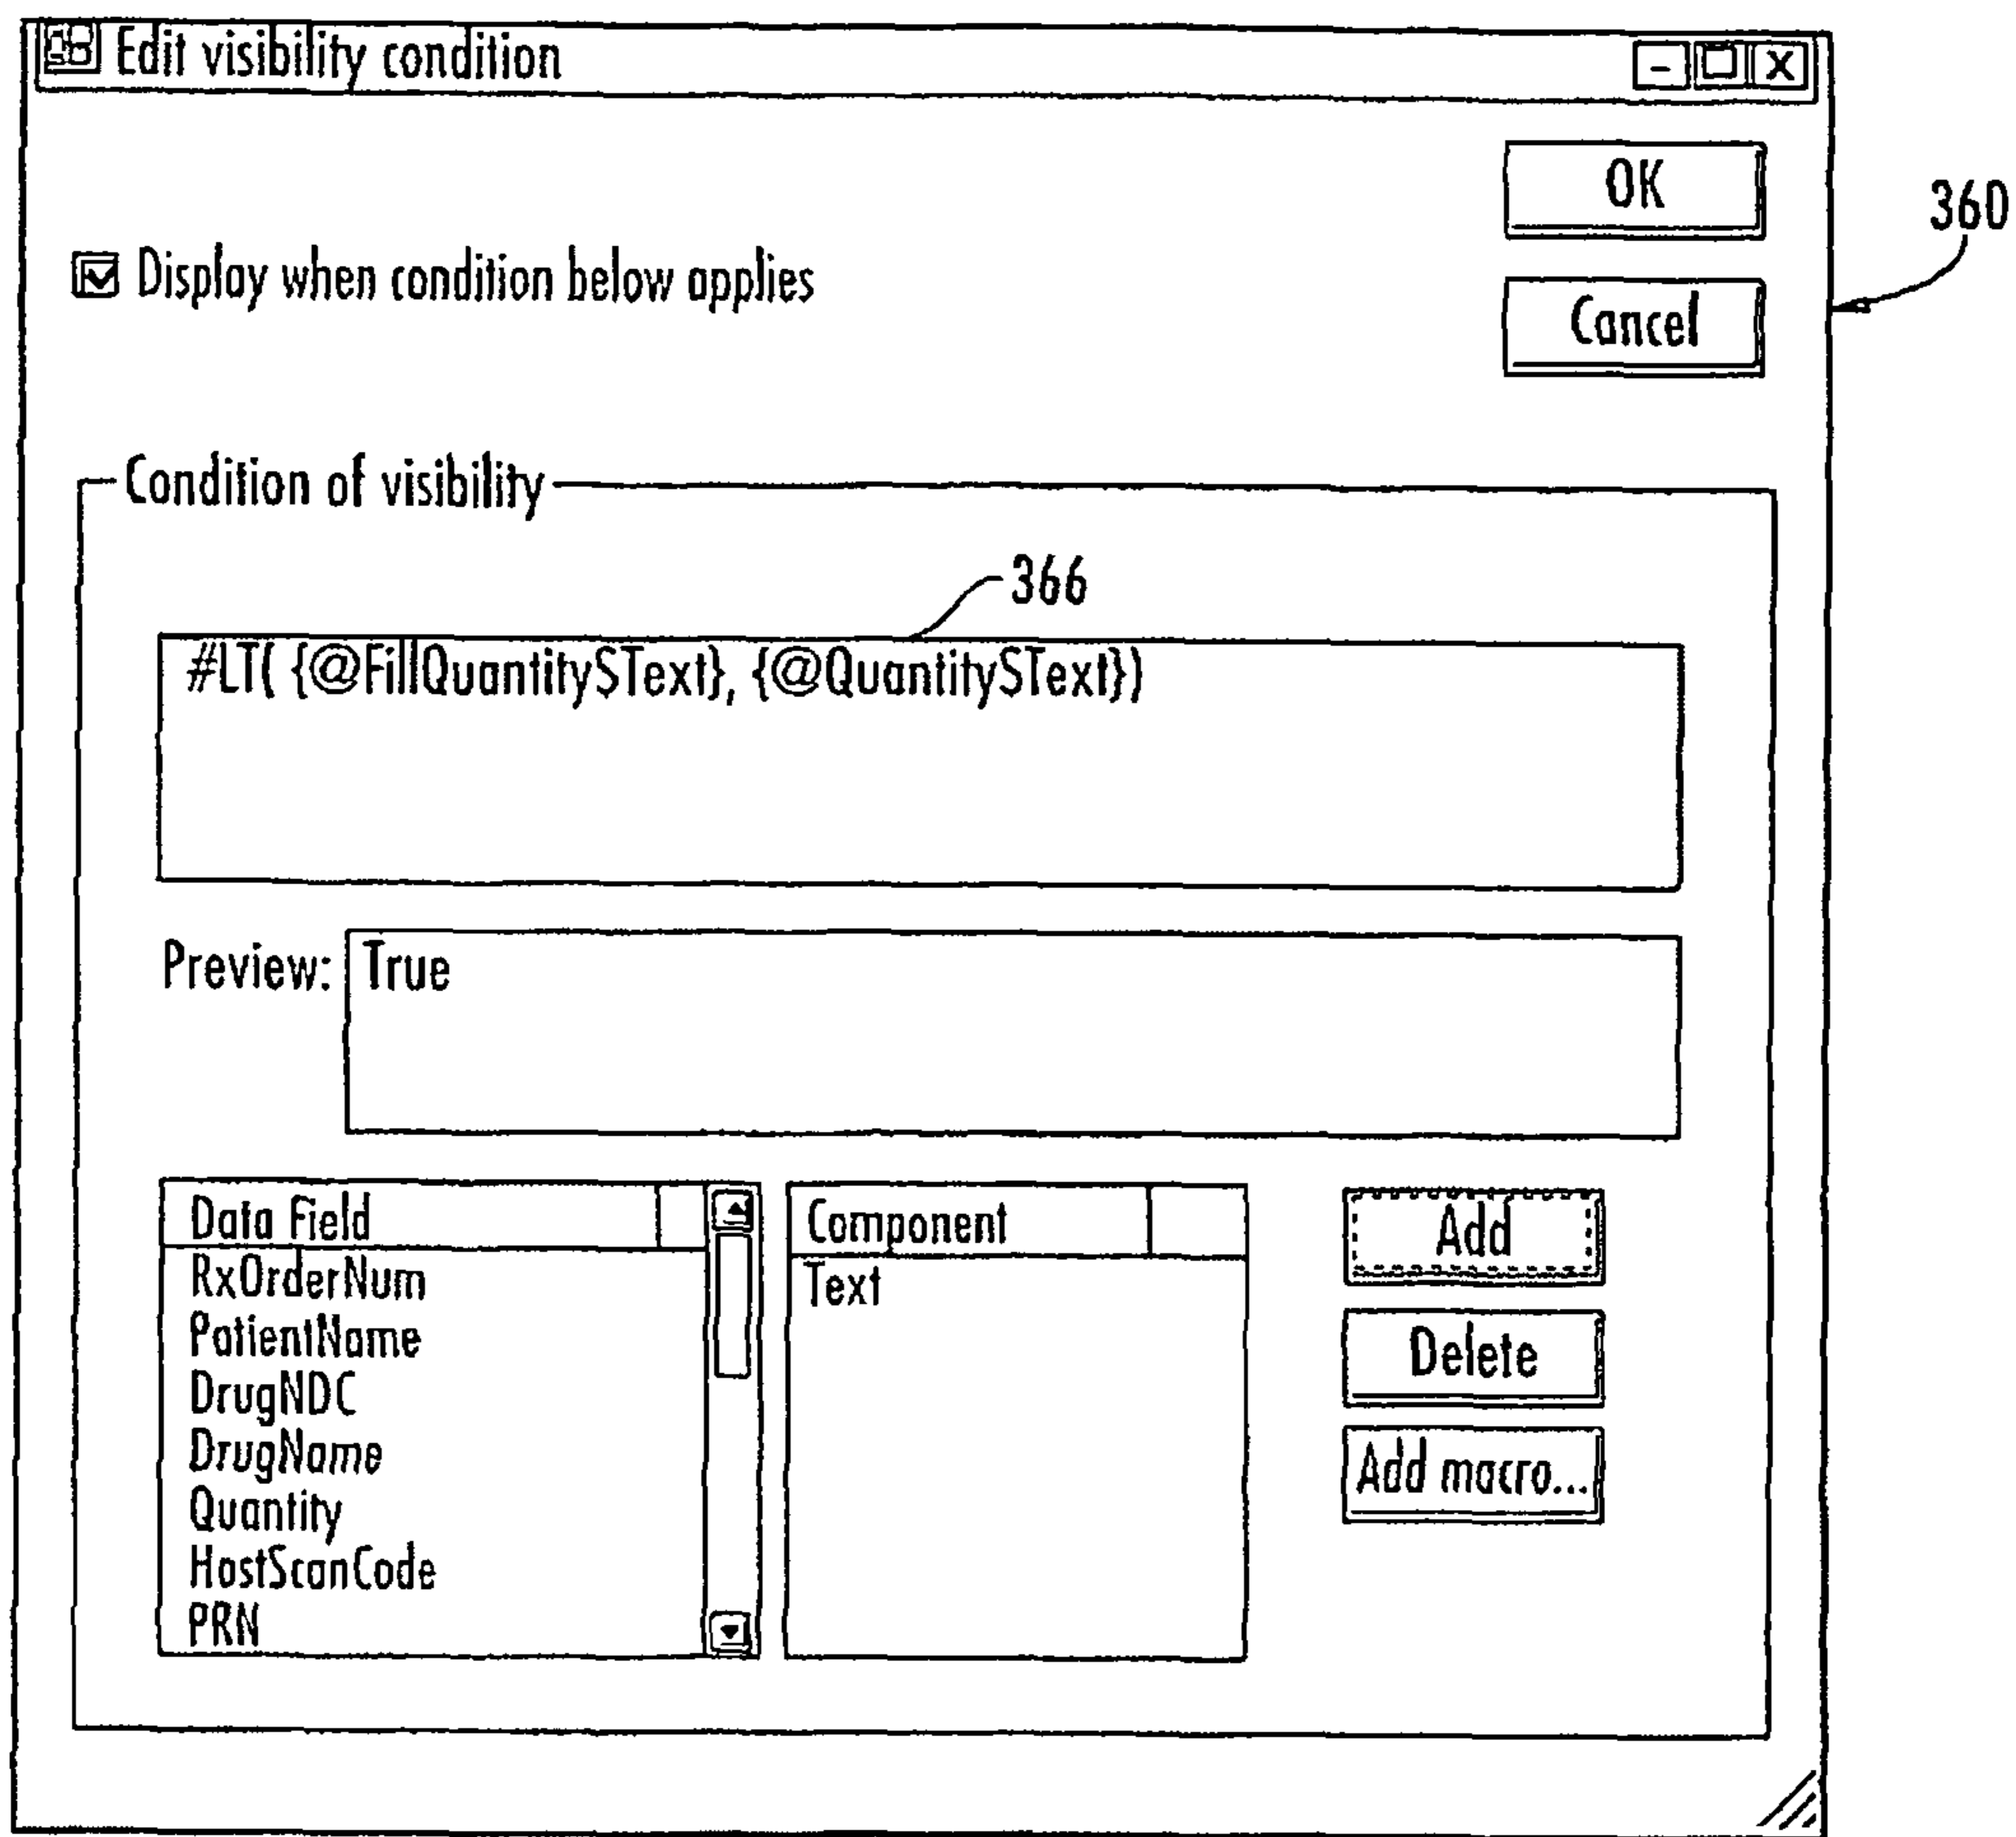 Edit visibility condition
OK
360
Display when condition below applies
Cancel
Condition of visibility
366
#LT( {@FillQuantitySText}, {@QuantitySText})
Preview: True
Data Field
Component
Add
RxOrderNum
Text
PatientName
DrugNDC
Delete
DrugName
Add macro...
Quantity
HostScanCode
PRN